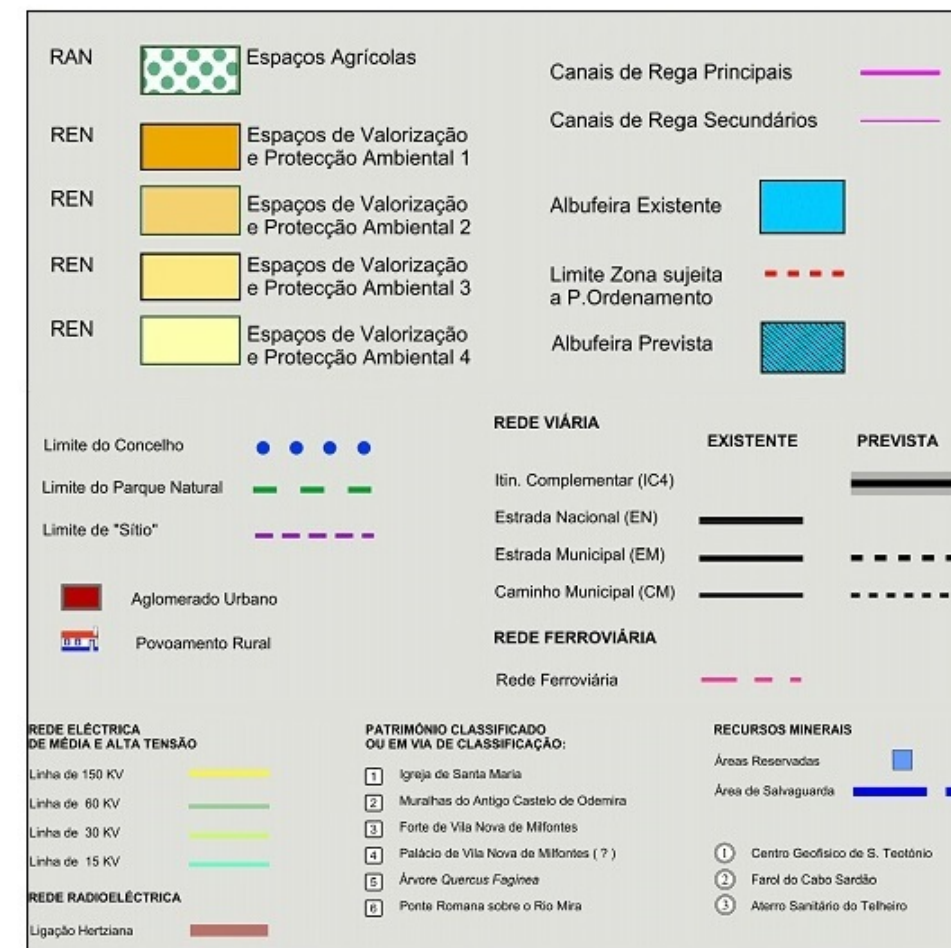 RAN
Espaços Agrícolas
REN
Espaços de Valorização
e Protecção Ambiental 1
REN
Espaços de Valorização
e Protecção Ambiental 2
REN
Espaços de Valorização
e Protecção Ambiental 3
REN
Espaços de Valorização
e Protecção Ambiental 4
Canais de Rega Principais
Canais de Rega Secundários
Albufeira Existente
Limite Zona sujeita
a P.Ordenamento
Albufeira Prevista
Limite do Concelho
Limite do Parque Natural
Limite de "Sítio"
Aglomerado Urbano
Povoamento Rural
REDE VIÁRIA
EXISTENTE
PREVISTA
Itin. Complementar (IC4)
Estrada Nacional (EN)
Estrada Municipal (EM)
Caminho Municipal (CM)
REDE FERROVIÁRIA
Rede Ferroviária
REDE ELÉCTRICA
DE MÉDIA E ALTA TENSÃO
Linha de 150 KV
Linha de 60 KV
Linha de 30 KV
Linha de 15 KV
REDE RADIOELÉCTRICA
Ligação Hertziana
PATRIMÓNIO CLASSIFICADO
OU EM VIA DE CLASSIFICAÇÃO:
1 Igreja de Santa Maria
2 Muralhas do Antigo Castelo de Odemira
3 Forte de Vila Nova de Milfontes
4 Palácio de Vila Nova de Milfontes ( ? )
5 Árvore Quercus Faginea
6 Ponte Romana sobre o Rio Mira
RECURSOS MINERAIS
Áreas Reservadas
Área de Salvaguarda
1 Centro Geofisico de S. Teotónio
2 Farol do Cabo Sardão
3 Aterro Sanitário do Telheiro